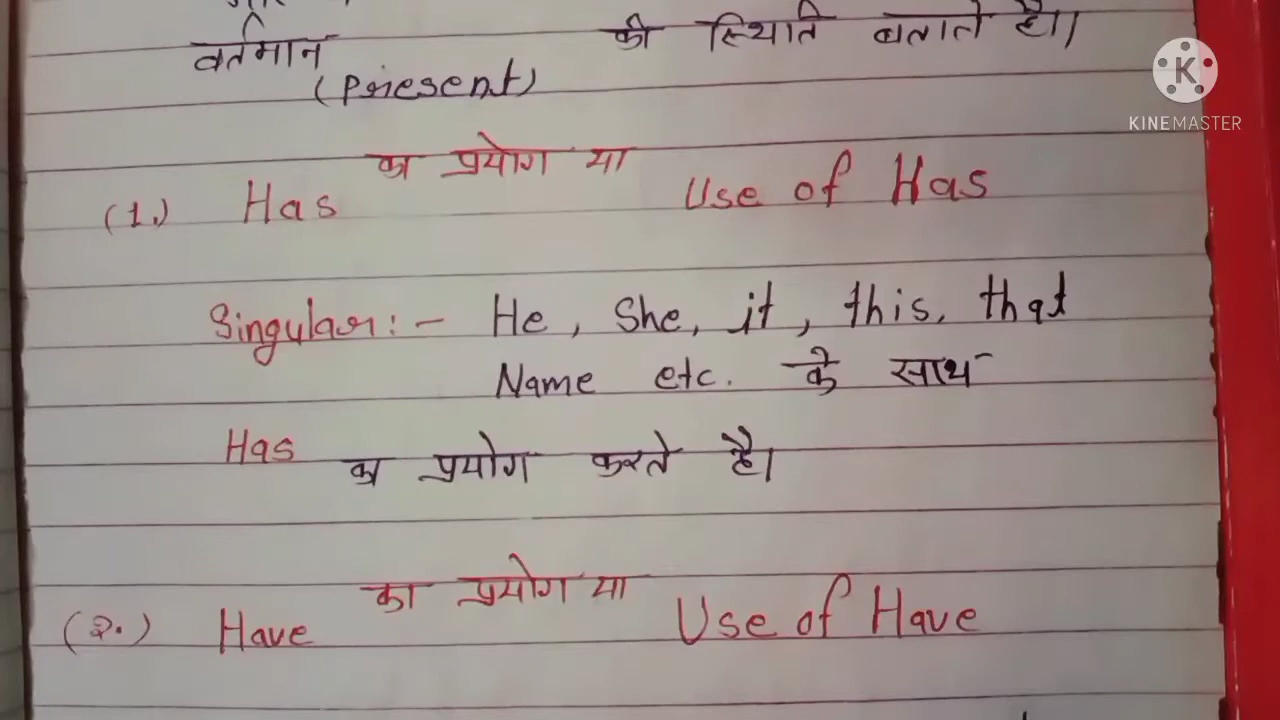 वर्तमान की स्थिति बताते है।
(Present)
(1.) Has का प्रयोग या Use of Has
Singular:- He, She, it, this, that
Name etc. के साथ
Has का प्रयोग करते है।
(2.) Have का प्रयोग या Use of Have
KINEMASTER